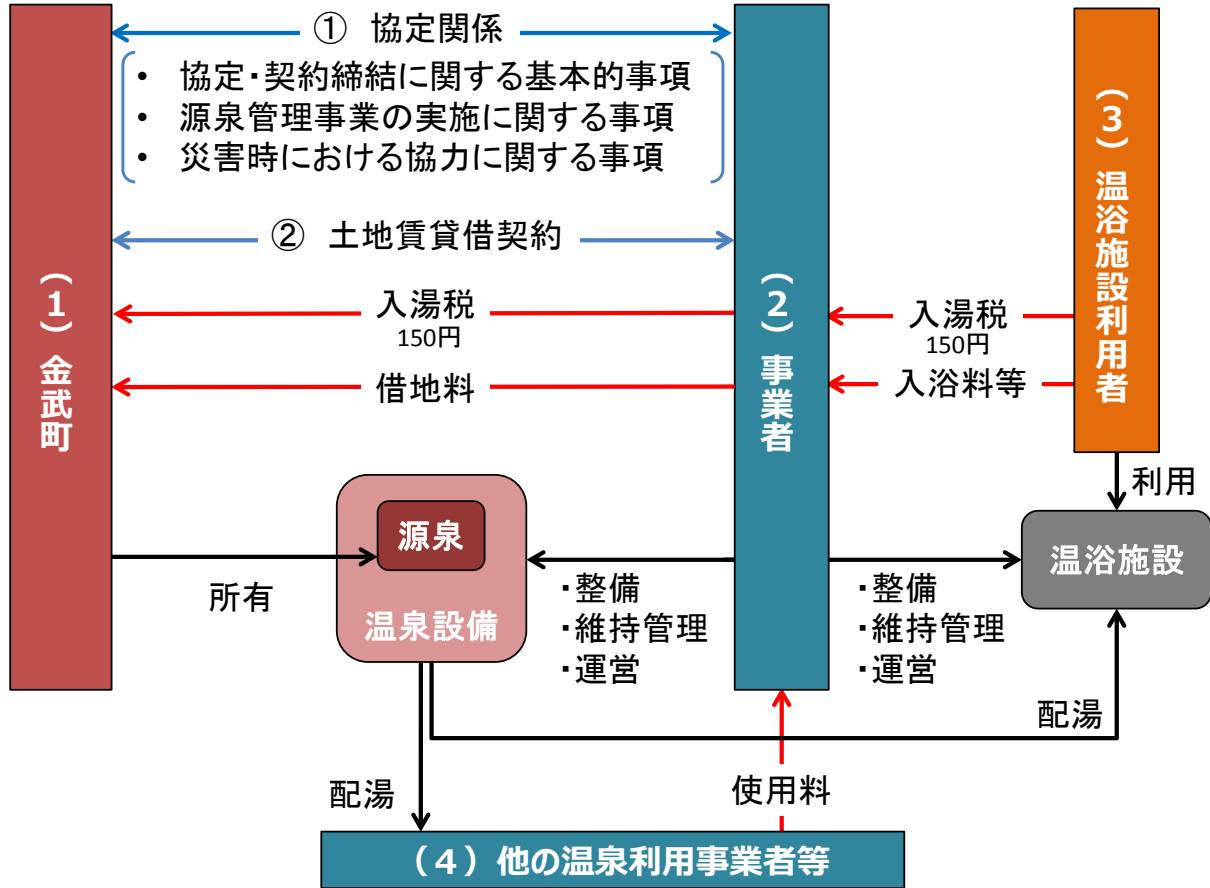 ① 協定関係
• 協定・契約締結に関する基本的事項
• 源泉管理事業の実施に関する事項
• 災害時における協力に関する事項
② 土地賃貸借契約
(1)金武町
(2)事業者
(3)温浴施設利用者
入湯税
150円
借地料
入湯税
150円
入浴料等
利用
源泉
温泉設備
所有
・整備
・維持管理
・運営
・整備
・維持管理
・運営
温浴施設
配湯
配湯
使用料
(4)他の温泉利用事業者等